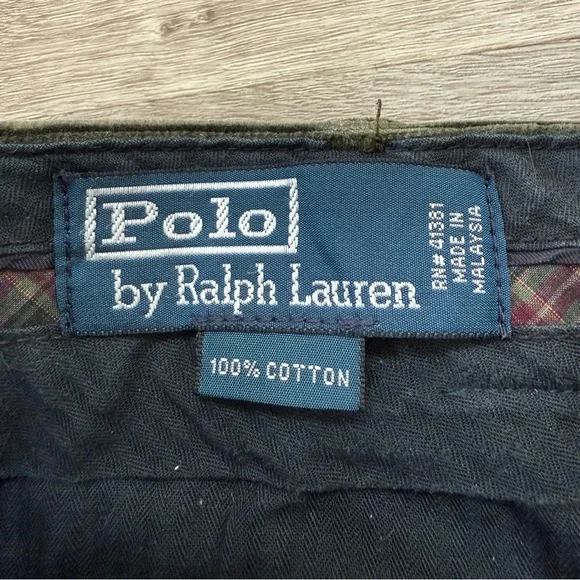 Polo
by Ralph Lauren
RN# 41381
MADE IN
MALAYSIA
100% COTTON